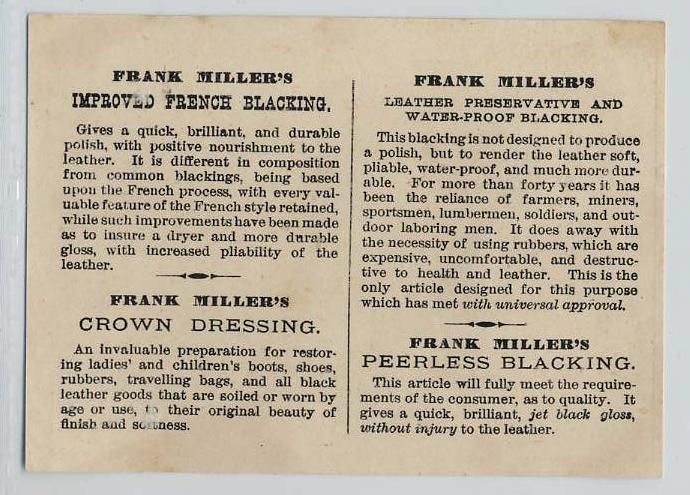 FRANK MILLER'S
IMPROVED FRENCH BLACKING.
Gives a quick, brilliant, and durable
polish, with positive nourishment to the
leather. It is different in composition
from common blackings, being based
upon the French process, with every val-
uable feature of the French style retained,
while such improvements have been made
as to insure a dryer and more durable
gloss, with increased pliability of the
leather.
FRANK MILLER'S
CROWN DRESSING.
An invaluable preparation for restor-
ing ladies' and children's boots, shoes,
rubbers, travelling bags, and all black
leather goods that are soiled or worn by
age or use, to their original beauty of
finish and softness.
FRANK MILLER'S
LEATHER PRESERVATIVE AND
WATER-PROOF BLACKING.
This blacking is not designed to produce
a polish, but to render the leather soft,
pliable, water-proof, and much more dur-
able. For more than forty years it has
been the reliance of farmers, miners,
sportsmen, lumbermen, soldiers, and out-
door laboring men. It does away with
the necessity of using rubbers, which are
expensive, uncomfortable, and destruc-
tive to health and leather. This is the
only article designed for this purpose
which has met with universal approval.
FRANK MILLER'S
PEERLESS BLACKING.
This article will fully meet the require-
ments of the consumer, as to quality. It
gives a quick, brilliant, jet black gloss,
without injury to the leather.